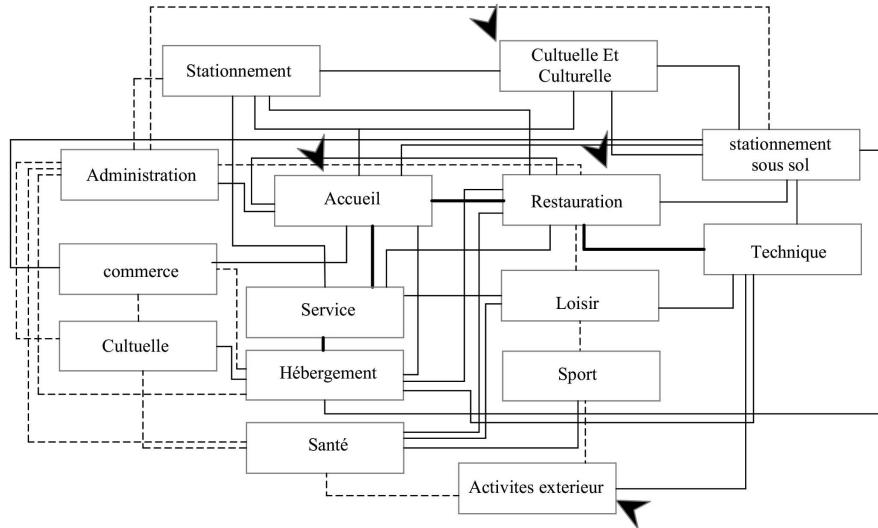 Stationnement
Cultuelle Et
Culturelle
stationnement
sous sol
Administration
Accueil
Restauration
Technique
commerce
Service
Loisir
Cultuelle
Hébergement
Sport
Santé
Activites exterieur